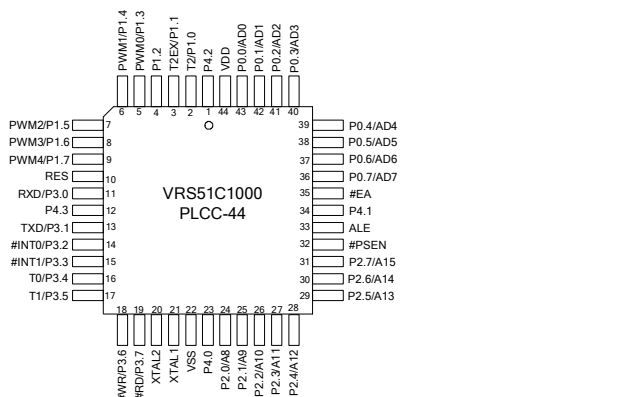 PWM1/P1.4
PWM0/P1.3
P1.2
T2EX/P1.1
T2/P1.0
P4.2
VDD
P0.0/AD0
P0.1/AD1
P0.2/AD2
P0.3/AD3
6 5 4 3 2 1 44 43 42 41 40
PWM2/P1.5 7
PWM3/P1.6 8
PWM4/P1.7 9
RES 10
RXD/P3.0 11
P4.3 12
TXD/P3.1 13
#INT0/P3.2 14
#INT1/P3.3 15
T0/P3.4 16
T1/P3.5 17
VRS51C1000
PLCC-44
39 P0.4/AD4
38 P0.5/AD5
37 P0.6/AD6
36 P0.7/AD7
35 #EA
34 P4.1
33 ALE
32 #PSEN
31 P2.7/A15
30 P2.6/A14
29 P2.5/A13
18 19 20 21 22 23 24 25 26 27 28
#WR/P3.6
#RD/P3.7
XTAL2
XTAL1
VSS
P4.0
P2.0/A8
P2.1/A9
P2.2/A10
P2.3/A11
P2.4/A12